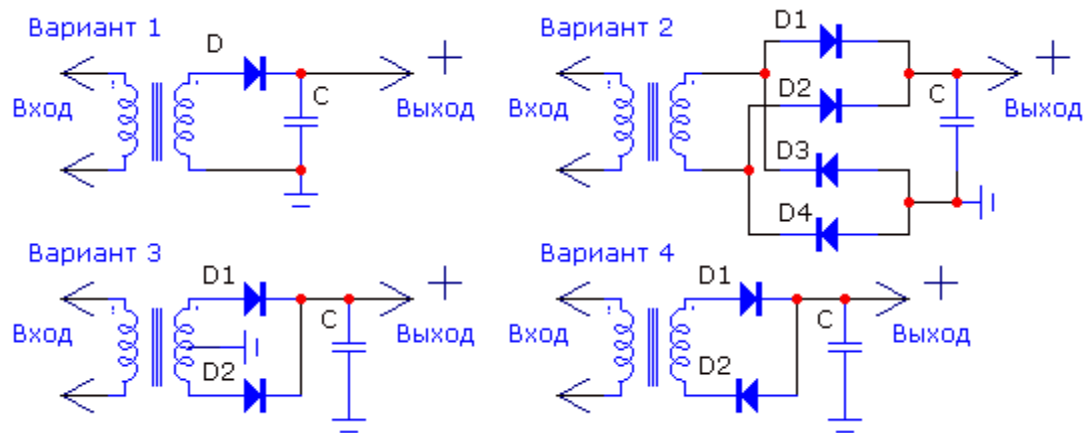 Вариант 1
D
+
C
Вход
Выход
Вариант 2
D1
+
D2
C
Вход
Выход
D3
D4
Вариант 3
D1
+
C
Вход
Выход
D2
Вариант 4
D1
+
C
Вход
Выход
D2